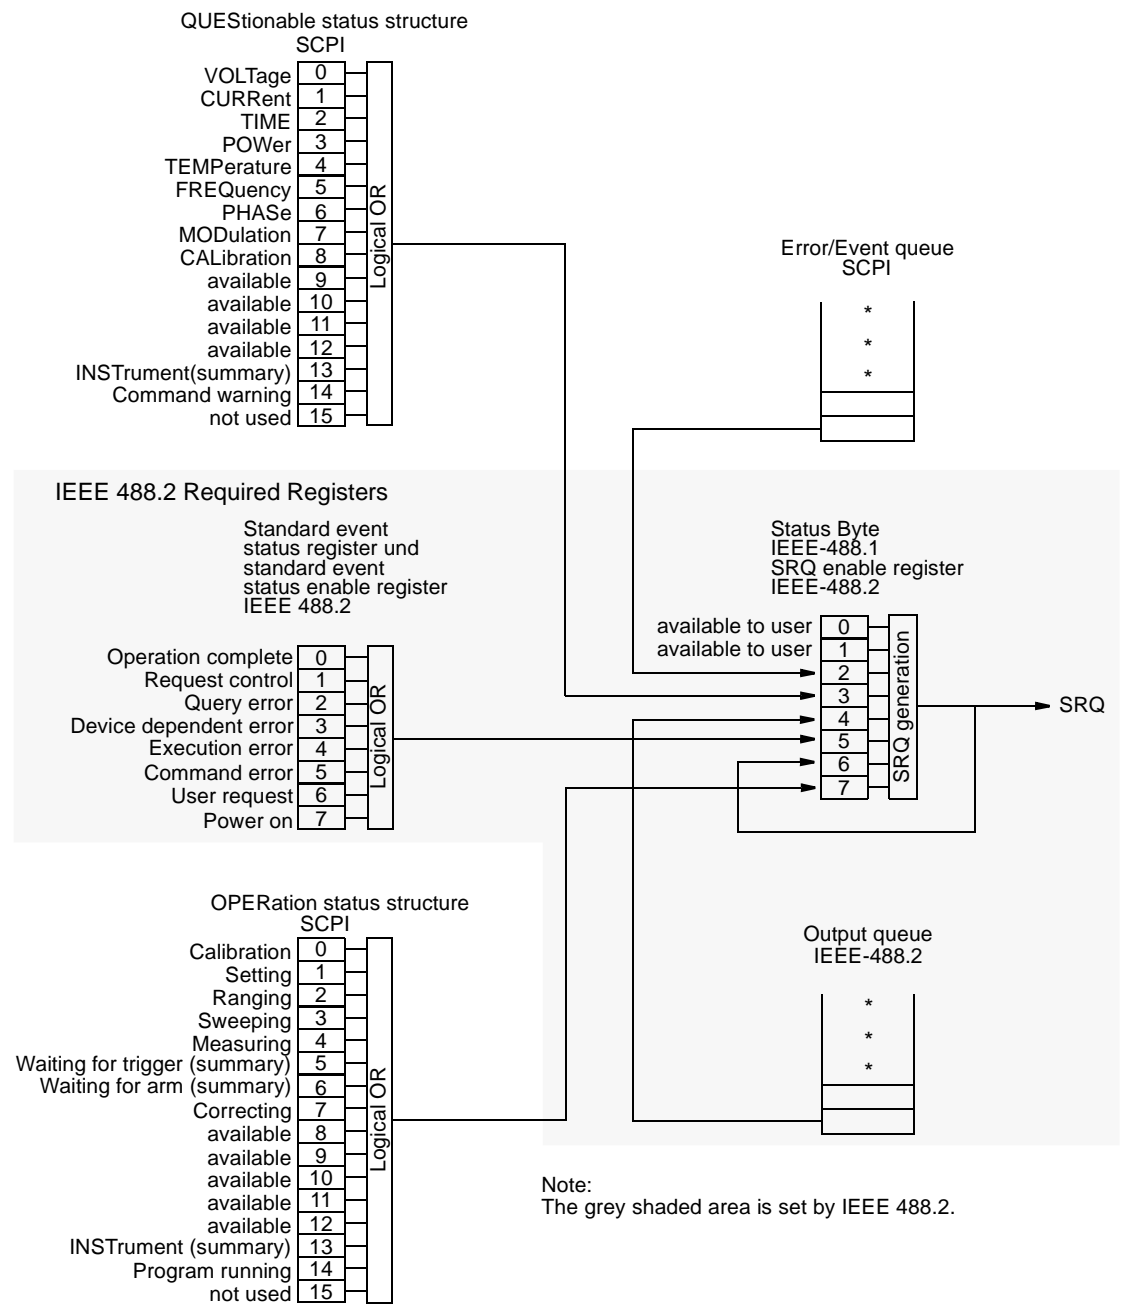 QUEStionable status structure
SCPI
VOLTage 0
CURRent 1
TIME 2
POWer 3
TEMPerature 4
FREQuency 5
PHASe 6
MODulation 7
CALibration 8
available 9
available 10
available 11
available 12
INSTrument(summary) 13
Command warning 14
not used 15
Logical OR
Error/Event queue
SCPI
*
*
*
IEEE 488.2 Required Registers
Standard event
status register und
standard event
status enable register
IEEE 488.2
Operation complete 0
Request control 1
Query error 2
Device dependent error 3
Execution error 4
Command error 5
User request 6
Power on 7
Logical OR
Status Byte
IEEE-488.1
SRQ enable register
IEEE-488.2
available to user 0
available to user 1
2
3
4
5
6
7
SRQ generation
SRQ
OPERation status structure
SCPI
Calibration 0
Setting 1
Ranging 2
Sweeping 3
Measuring 4
Waiting for trigger (summary) 5
Waiting for arm (summary) 6
Correcting 7
available 8
available 9
available 10
available 11
available 12
INSTrument (summary) 13
Program running 14
not used 15
Logical OR
Output queue
IEEE-488.2
*
*
*
Note:
The grey shaded area is set by IEEE 488.2.